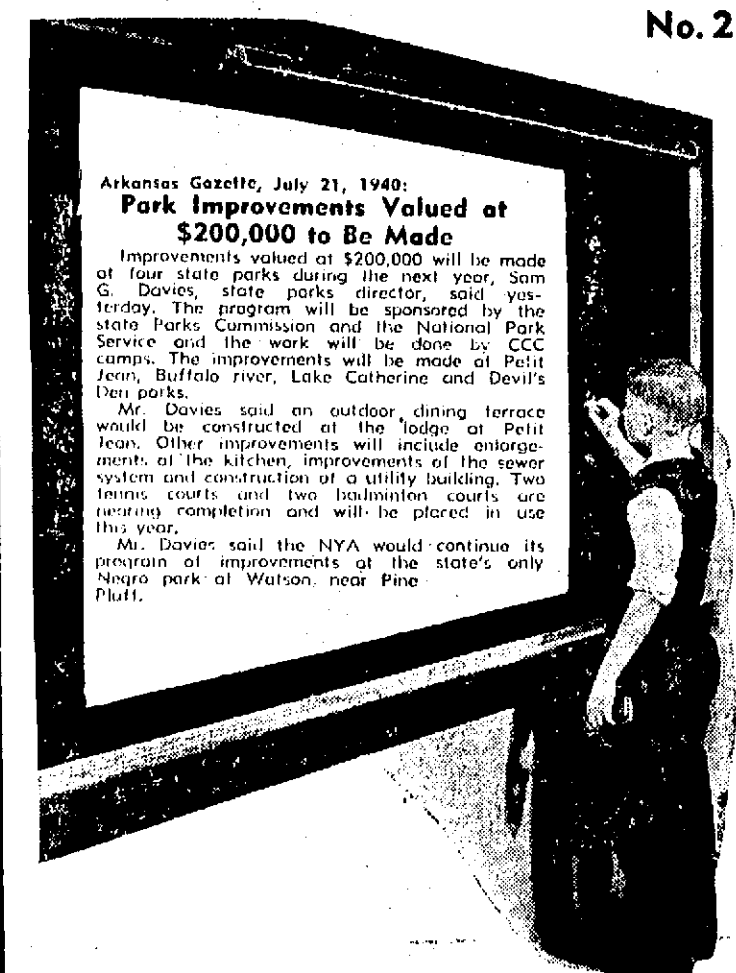 No. 2
Arkansas Gazette, July 21, 1940:
Park Improvements Valued at
$200,000 to Be Made
Improvements valued at $200,000 will be made
at four state parks during the next year, Sam
G. Davies, state parks director, said yes-
terday. The program will be sponsored by the
state Parks Commission and the National Park
Service and the work will be done by CCC
camps. The improvements will be made at Petit
Jean, Buffalo river, Lake Catherine and Devil's
Den parks.
Mr. Davies said an outdoor dining terrace
would be constructed at the lodge at Petit
Jean. Other improvements will include enlarge-
ments of the kitchen, improvements of the sewer
system and construction of a utility building. Two
tennis courts and two badminton courts are
nearing completion and will be placed in use
this year.
Mr. Davies said the NYA would continue its
program of improvements at the state's only
Negro park at Watson, near Pine
Bluff.